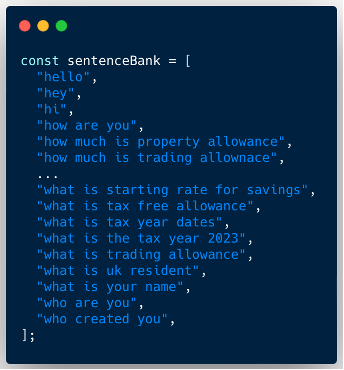 const sentenceBank = [
"hello",
"hey",
"hi",
"how are you",
"how much is property allowance",
"how much is trading allownace",
...
"what is starting rate for savings",
"what is tax free allowance",
"what is tax year dates",
"what is the tax year 2023",
"what is trading allowance",
"what is uk resident",
"what is your name",
"who are you",
"who created you",
];